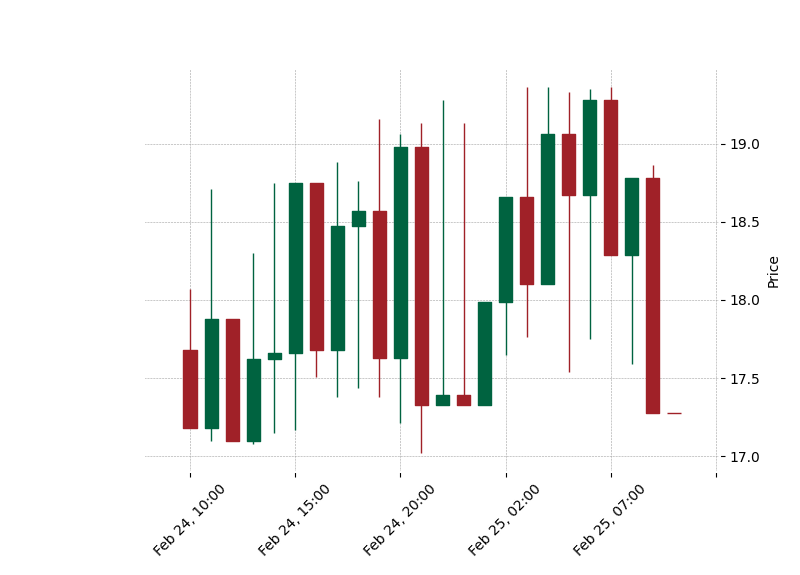 19.0
18.5
18.0
17.5
17.0
Price
Feb 24, 10:00
Feb 24, 15:00
Feb 24, 20:00
Feb 25, 02:00
Feb 25, 07:00